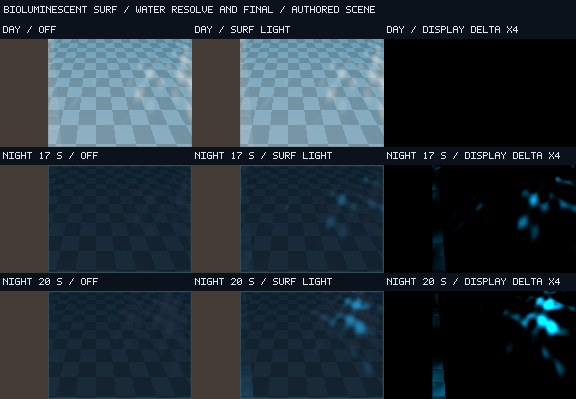 BIOLUMINESCENT SURF / WATER RESOLVE AND FINAL / AUTHORED SCENE
DAY / OFF
DAY / SURF LIGHT
DAY / DISPLAY DELTA X4
NIGHT 17 S / OFF
NIGHT 17 S / SURF LIGHT
NIGHT 17 S / DISPLAY DELTA X4
NIGHT 20 S / OFF
NIGHT 20 S / SURF LIGHT
NIGHT 20 S / DISPLAY DELTA X4